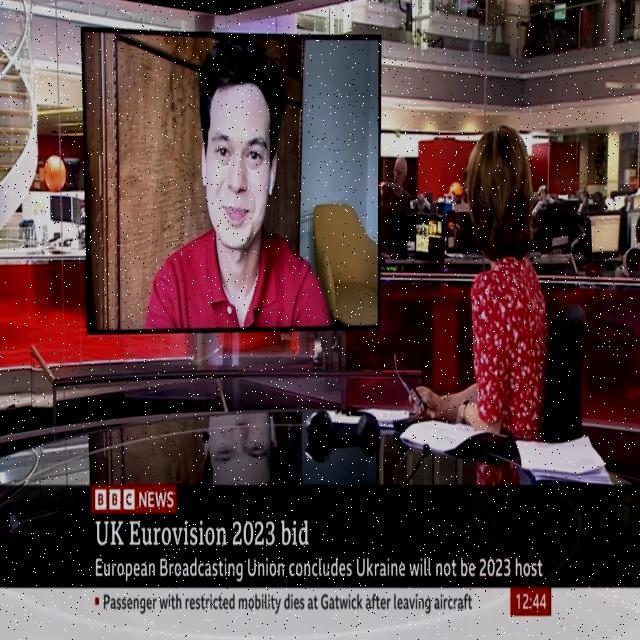 BBC NEWS
UK Eurovision 2023 bid
European Broadcasting Union concludes Ukraine will not be 2023 host
Passenger with restricted mobility dies at Gatwick after leaving aircraft
12:44